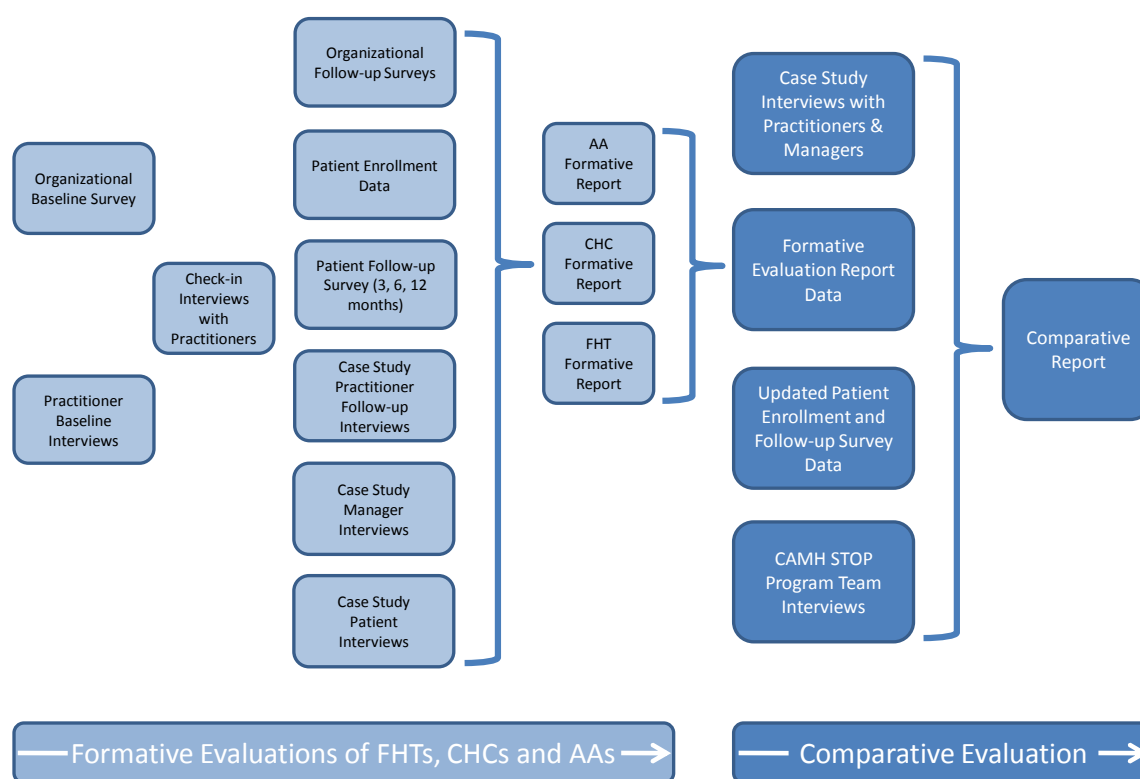 Organizational
Baseline Survey
Practitioner
Baseline
Interviews
Check-in
Interviews
with
Practitioners
Organizational
Follow-up Surveys
Patient Enrollment
Data
Patient Follow-up
Survey (3, 6, 12
months)
Case Study
Practitioner
Follow-up
Interviews
Case Study
Manager
Interviews
Case Study
Patient
Interviews
AA
Formative
Report
CHC
Formative
Report
FHT
Formative
Report
Case Study
Interviews with
Practitioners &
Managers
Formative
Evaluation Report
Data
Updated Patient
Enrollment and
Follow-up Survey
Data
CAMH STOP
Program Team
Interviews
Comparative
Report
Formative Evaluations of FHTs, CHCs and AAs
Comparative Evaluation